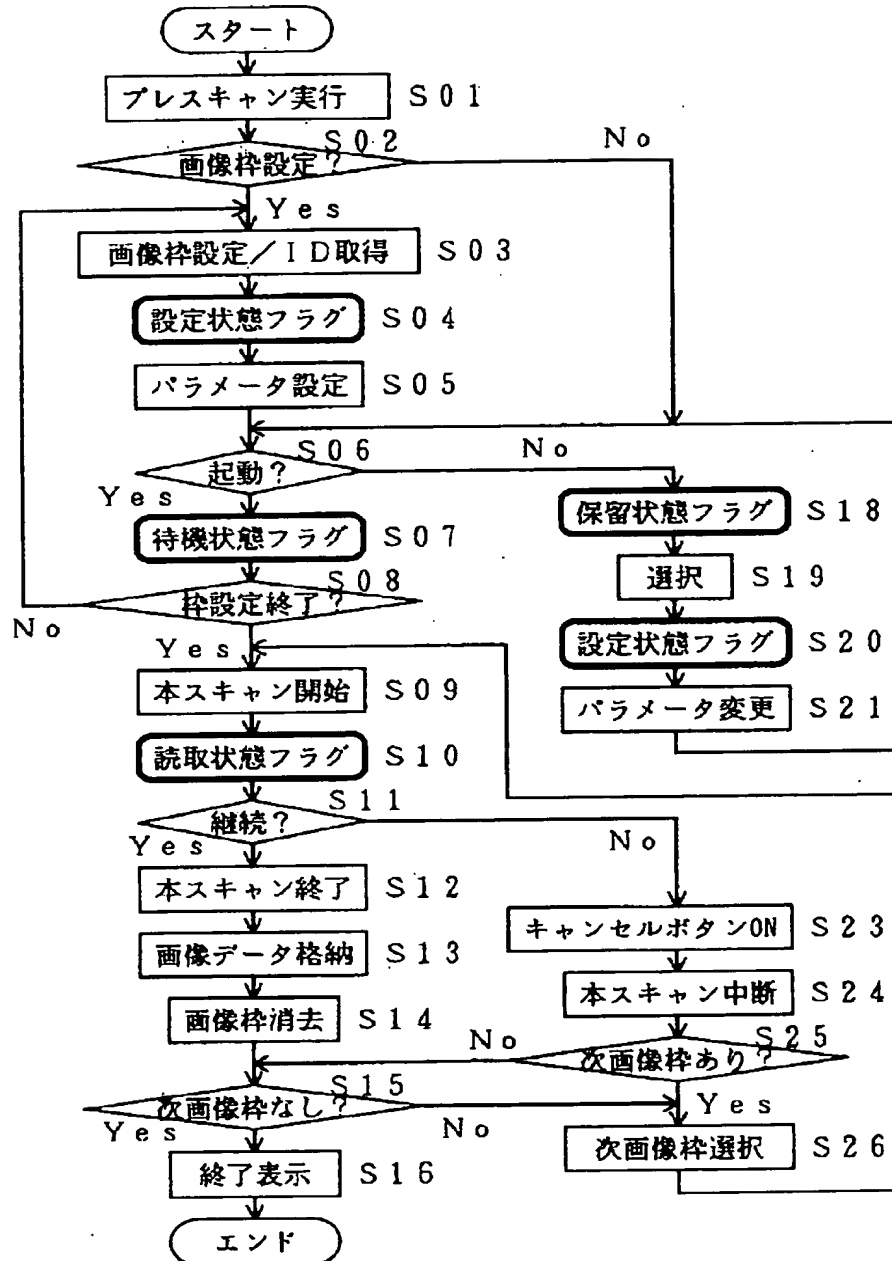 スタート
プレスキャン実行 S01
S02
画像枠設定?
No
Yes
画像枠設定/ID取得 S03
設定状態フラグ S04
パラメータ設定 S05
S06
起動?
No
Yes
保留状態フラグ S18
待機状態フラグ S07
選択 S19
S08
枠設定終了?
No
Yes
設定状態フラグ S20
本スキャン開始 S09
パラメータ変更 S21
読取状態フラグ S10
S11
継続?
Yes
No
本スキャン終了 S12
キャンセルボタンON S23
画像データ格納 S13
本スキャン中断 S24
画像枠消去 S14
S25
No
次画像枠あり?
S15
次画像枠なし?
Yes
No
Yes
次画像枠選択 S26
終了表示 S16
エンド